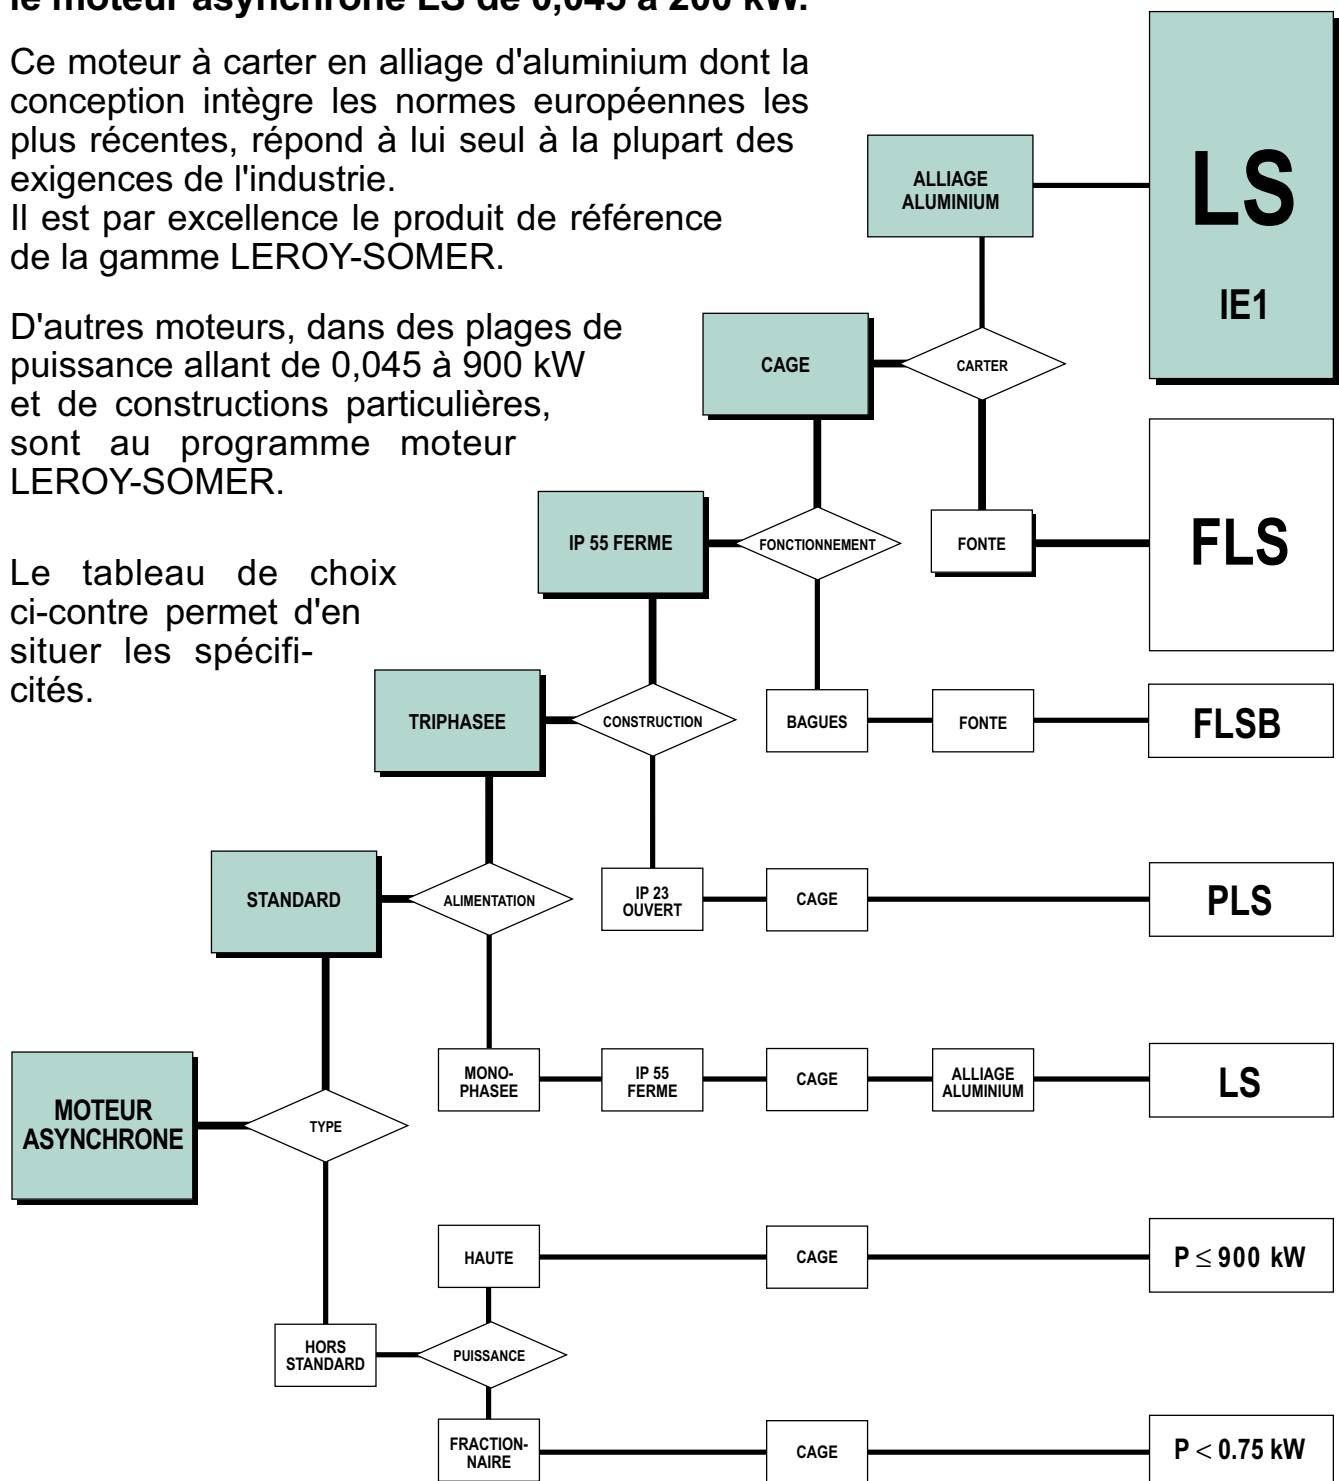 le moteur asynchrone LS de 0,045 à 200 kW.
Ce moteur à carter en alliage d'aluminium dont la
conception intègre les normes européennes les
plus récentes, répond à lui seul à la plupart des
exigences de l'industrie.
Il est par excellence le produit de référence
de la gamme LEROY-SOMER.
D'autres moteurs, dans des plages de
puissance allant de 0,045 à 900 kW
et de constructions particulières,
sont au programme moteur
LEROY-SOMER.
Le tableau de choix
ci-contre permet d'en
situer les spécifi-
cités.
ALLIAGE
ALUMINIUM
LS
IE1
CAGE
CARTER
IP 55 FERME
FONCTIONNEMENT
FONTE
FLS
TRIPHASEE
CONSTRUCTION
BAGUES
FONTE
FLSB
STANDARD
ALIMENTATION
IP 23
OUVERT
CAGE
PLS
MOTEUR
ASYNCHRONE
TYPE
MONO-
PHASEE
IP 55
FERME
CAGE
ALLIAGE
ALUMINIUM
LS
HAUTE
CAGE
P ≤ 900 kW
HORS
STANDARD
PUISSANCE
FRACTION-
NAIRE
CAGE
P < 0.75 kW